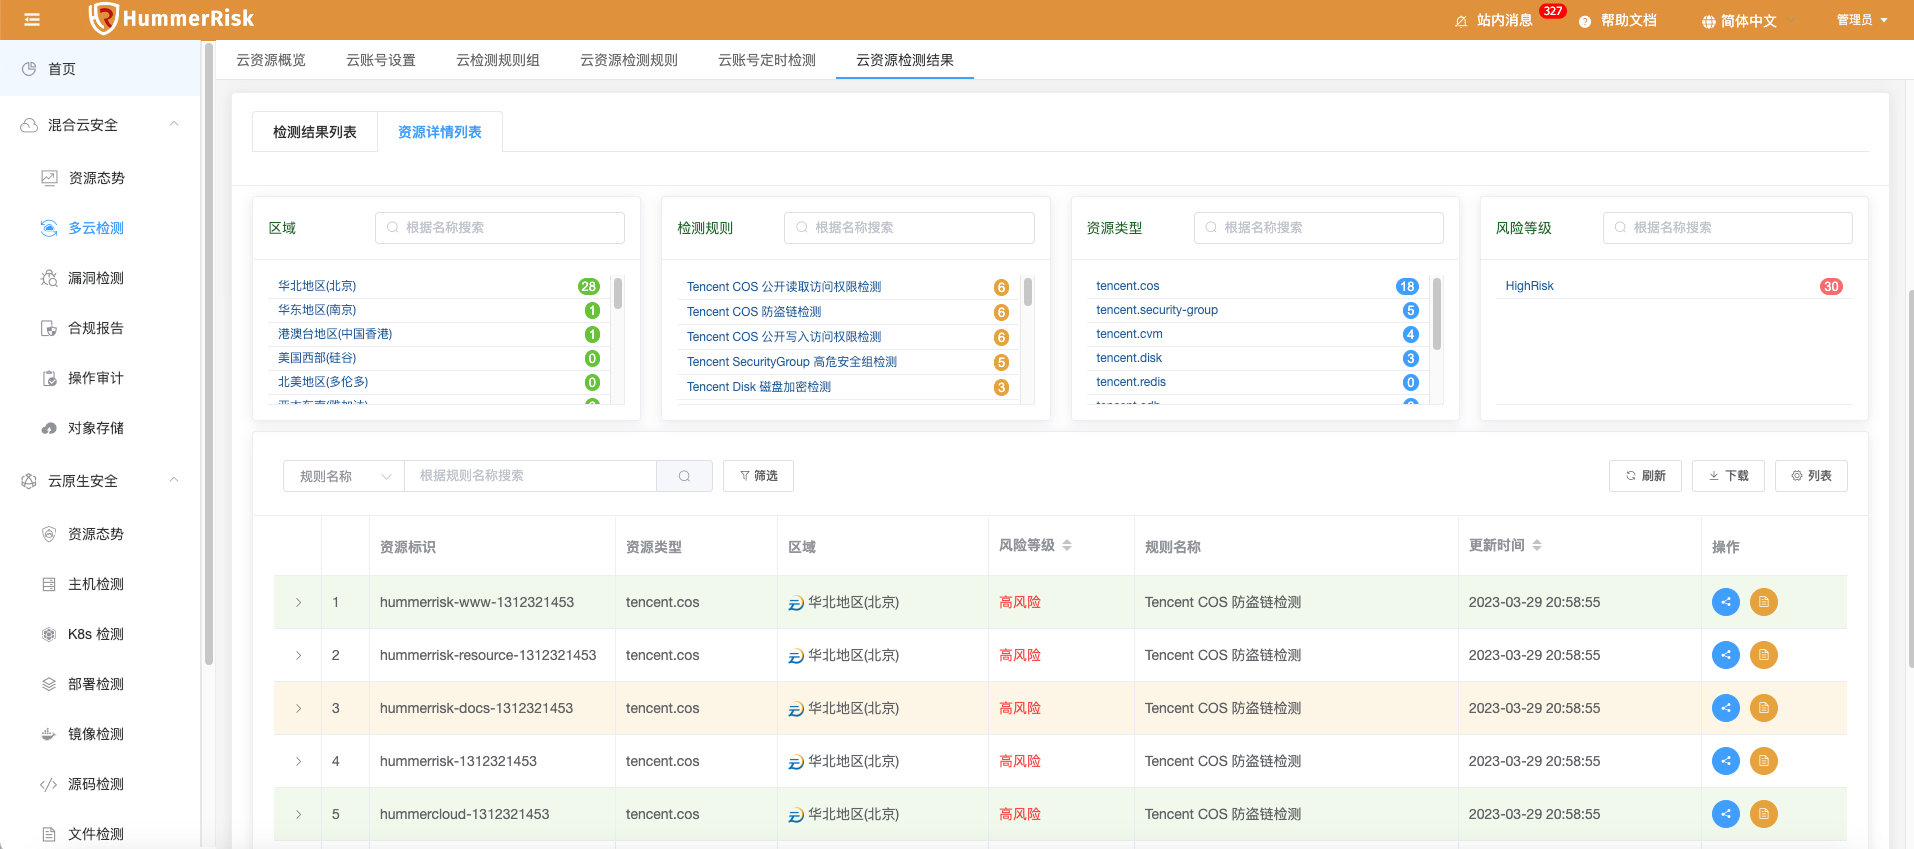 HummerRisk
站内消息
327
帮助文档
简体中文
管理员
首页
混合云安全
资源态势
多云检测
漏洞检测
合规报告
操作审计
对象存储
云原生安全
资源态势
主机检测
K8s 检测
部署检测
镜像检测
源码检测
文件检测
云资源概览
云账号设置
云检测规则组
云资源检测规则
云账号定时检测
云资源检测结果
检测结果列表
资源详情列表
区域
根据名称搜索
华北地区(北京) 28
华东地区(南京) 1
港澳台地区(中国香港) 1
美国西部(硅谷) 0
北美地区(多伦多) 0
检测规则
根据名称搜索
Tencent COS 公开读取访问权限检测 6
Tencent COS 防盗链检测 6
Tencent COS 公开写入访问权限检测 6
Tencent SecurityGroup 高危安全组检测 5
Tencent Disk 磁盘加密检测 3
资源类型
根据名称搜索
tencent.cos 18
tencent.security-group 5
tencent.cvm 4
tencent.disk 3
tencent.redis 0
风险等级
根据名称搜索
HighRisk 30
规则名称
根据规则名称搜索
筛选
刷新
下载
列表
资源标识 资源类型 区域 风险等级 规则名称 更新时间 操作
1 hummerrisk-www-1312321453 tencent.cos 华北地区(北京) 高风险 Tencent COS 防盗链检测 2023-03-29 20:58:55
2 hummerrisk-resource-1312321453 tencent.cos 华北地区(北京) 高风险 Tencent COS 防盗链检测 2023-03-29 20:58:55
3 hummerrisk-docs-1312321453 tencent.cos 华北地区(北京) 高风险 Tencent COS 防盗链检测 2023-03-29 20:58:55
4 hummerrisk-1312321453 tencent.cos 华北地区(北京) 高风险 Tencent COS 防盗链检测 2023-03-29 20:58:55
5 hummercloud-1312321453 tencent.cos 华北地区(北京) 高风险 Tencent COS 防盗链检测 2023-03-29 20:58:55